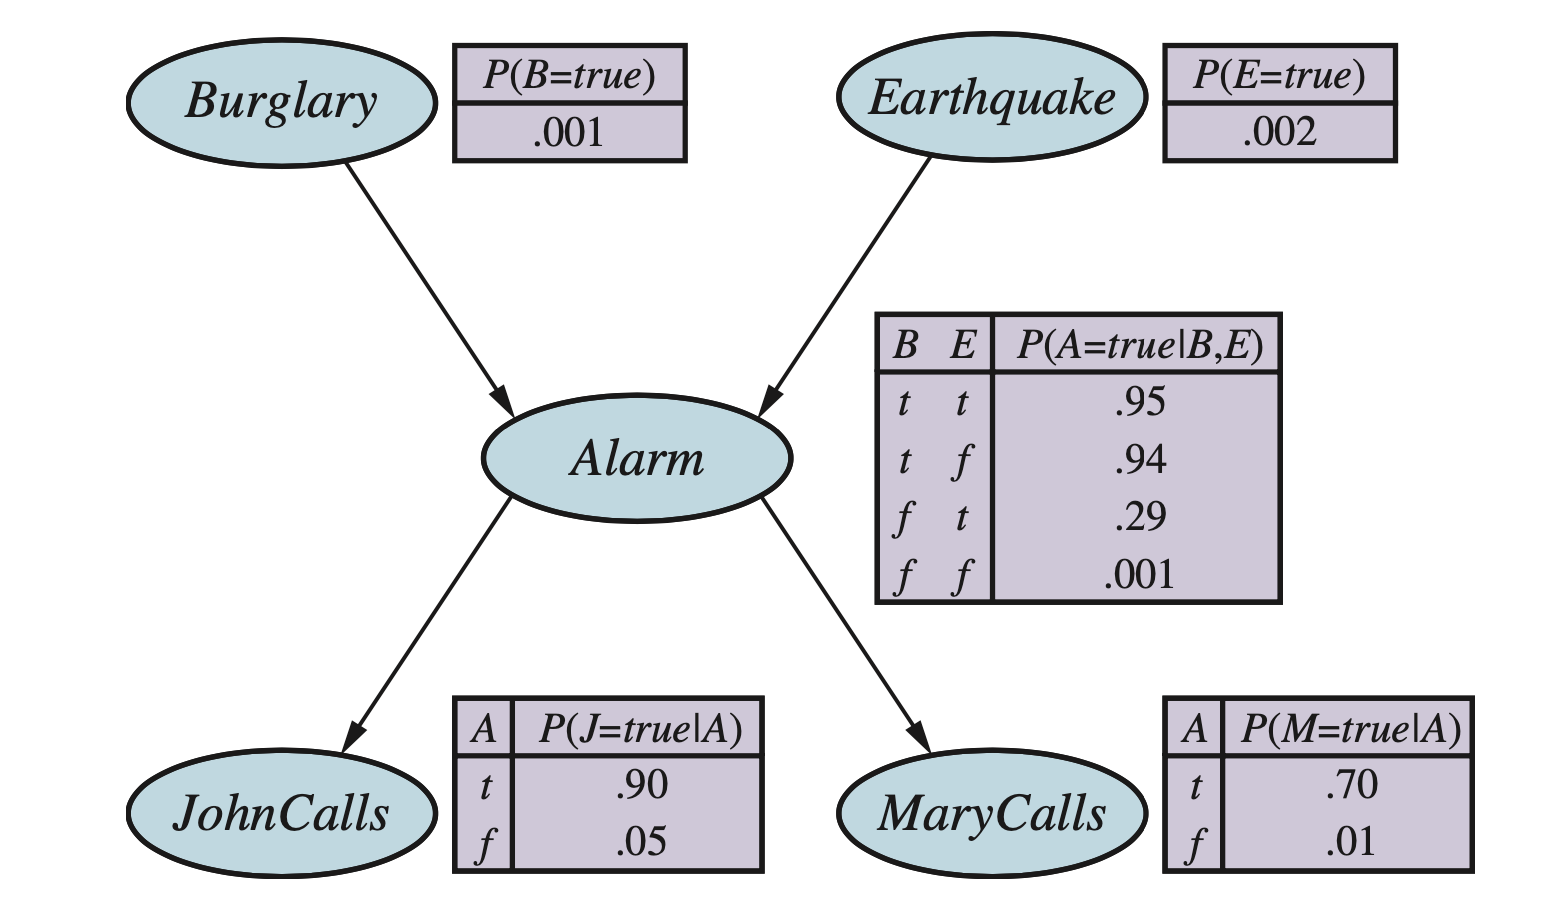 Burglary
P(B=true)
.001
Earthquake
P(E=true)
.002
B E P(A=true|B,E)
t t .95
t f .94
f t .29
f f .001
Alarm
JohnCalls
A P(J=true|A)
t .90
f .05
MaryCalls
A P(M=true|A)
t .70
f .01